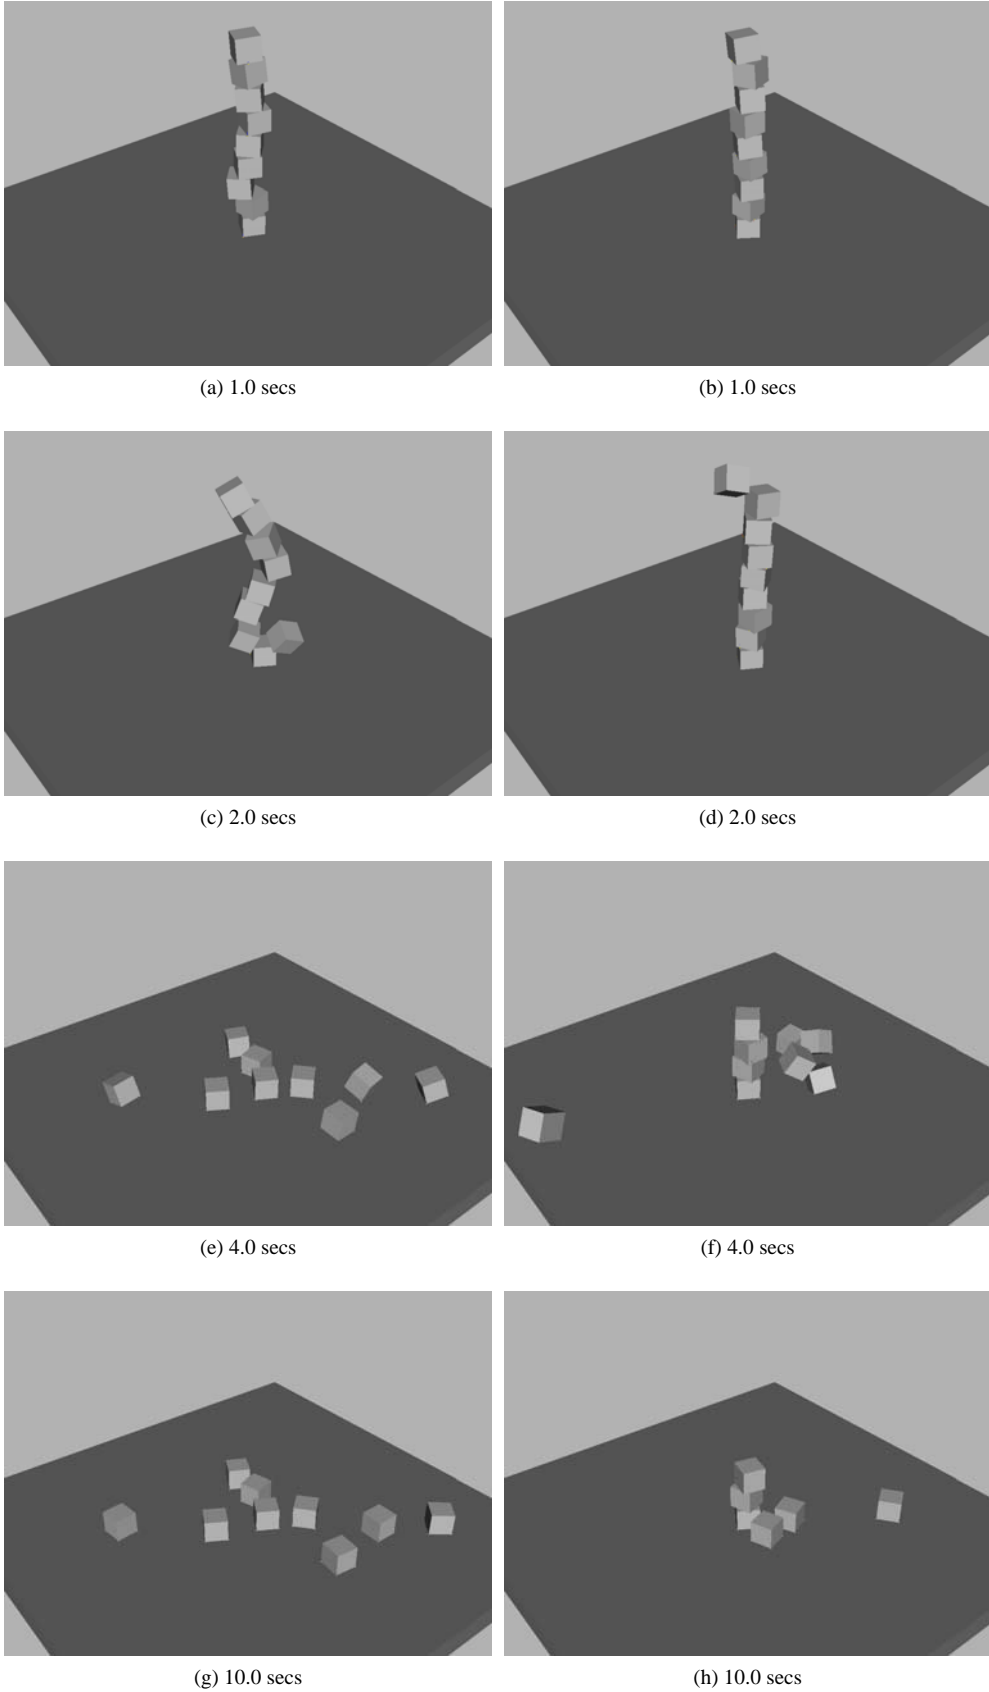 (a) 1.0 secs
(b) 1.0 secs
(c) 2.0 secs
(d) 2.0 secs
(e) 4.0 secs
(f) 4.0 secs
(g) 10.0 secs
(h) 10.0 secs